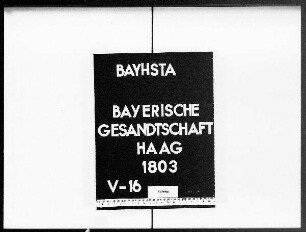 BAYHSTA
BAYERISCHE
GESANDTSCHAFT
HAAG
1803
V-16